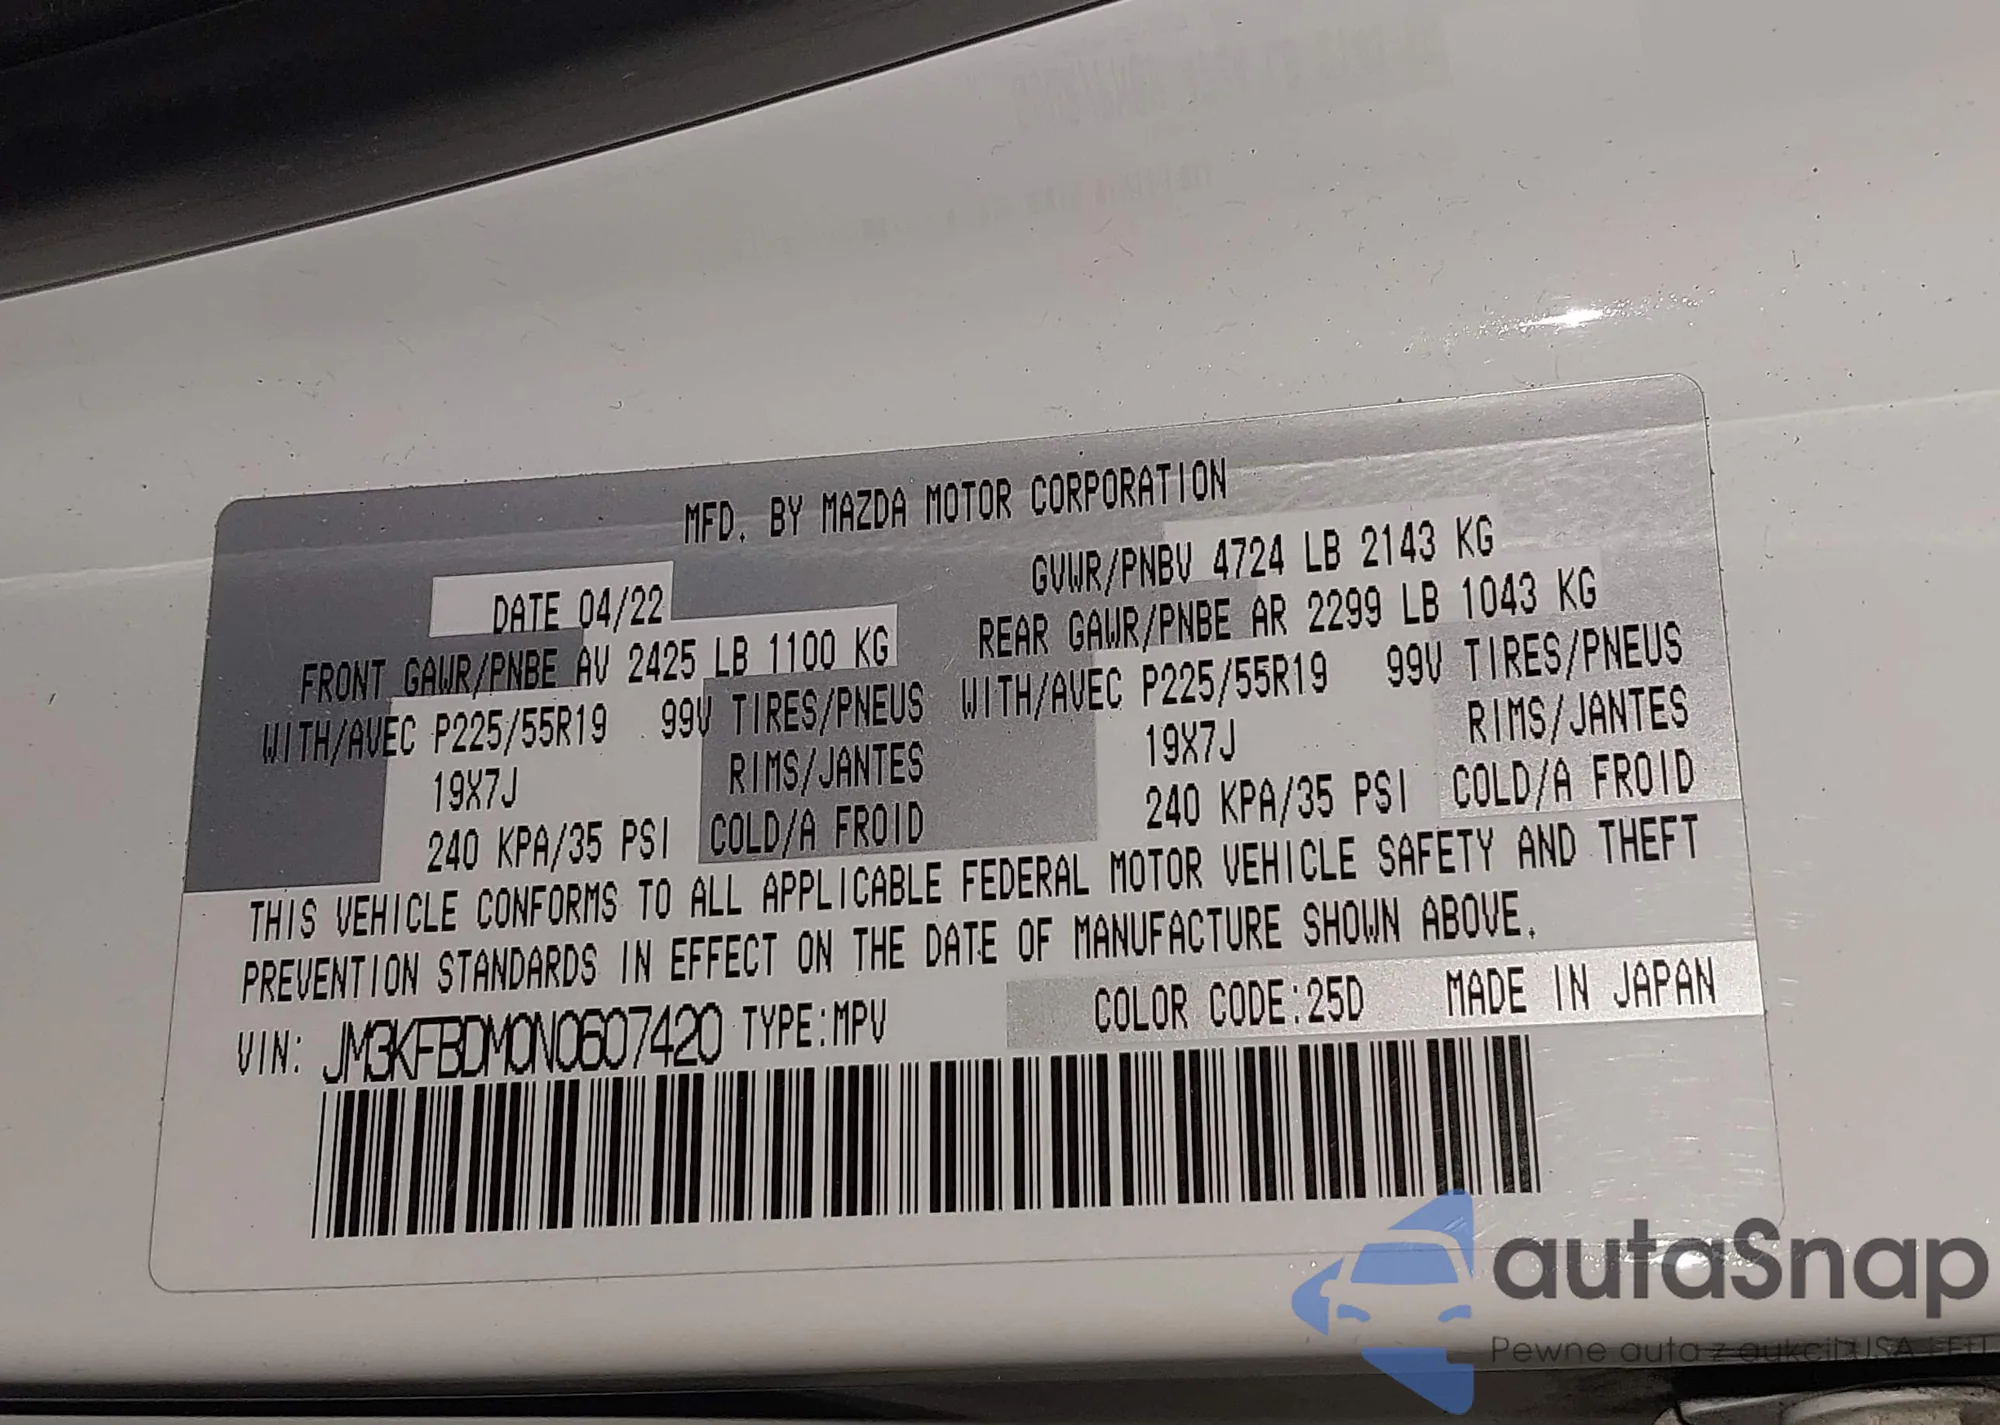 MFD. BY MAZDA MOTOR CORPORATION
DATE 04/22
GVWR/PNBV 4724 LB 2143 KG
FRONT GAWR/PNBE AV 2425 LB 1100 KG
REAR GAWR/PNBE AR 2299 LB 1043 KG
WITH/AVEC P225/55R19 99V TIRES/PNEUS
WITH/AVEC P225/55R19 99V TIRES/PNEUS
19X7J RIMS/JANTES
19X7J RIMS/JANTES
240 KPA/35 PSI COLD/A FROID
240 KPA/35 PSI COLD/A FROID
THIS VEHICLE CONFORMS TO ALL APPLICABLE FEDERAL MOTOR VEHICLE SAFETY AND THEFT
PREVENTION STANDARDS IN EFFECT ON THE DATE OF MANUFACTURE SHOWN ABOVE.
VIN: JM3KFBDM0N0607420 TYPE:MPV COLOR CODE:25D MADE IN JAPAN
autaSnap
Pewne auta z aukcji USA